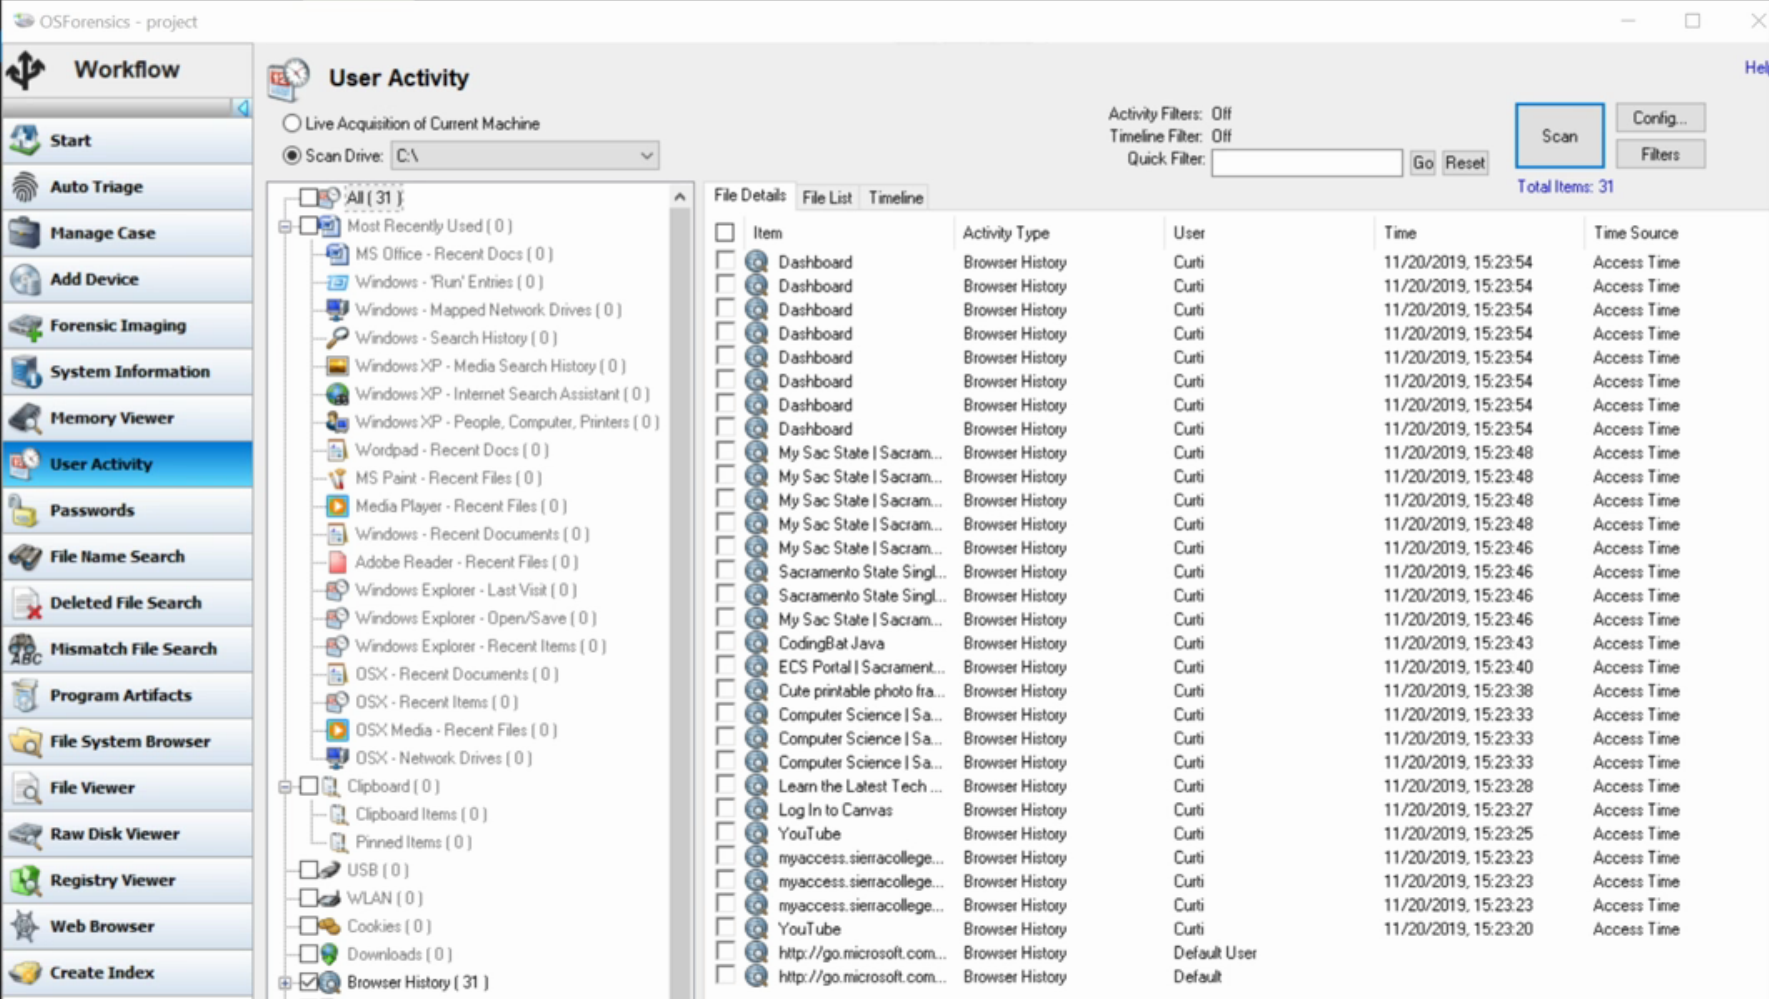 OSForensics - project
Workflow
Start
Auto Triage
Manage Case
Add Device
Forensic Imaging
System Information
Memory Viewer
User Activity
Passwords
File Name Search
Deleted File Search
Mismatch File Search
Program Artifacts
File System Browser
File Viewer
Raw Disk Viewer
Registry Viewer
Web Browser
Create Index
User Activity
Live Acquisition of Current Machine
Scan Drive: C:\
Activity Filters: Off
Timeline Filter: Off
Quick Filter: Go Reset
Scan
Config...
Filters
Total Items: 31
All ( 31 )
Most Recently Used ( 0 )
MS Office - Recent Docs ( 0 )
Windows - 'Run' Entries ( 0 )
Windows - Mapped Network Drives ( 0 )
Windows - Search History ( 0 )
Windows XP - Media Search History ( 0 )
Windows XP - Internet Search Assistant ( 0 )
Windows XP - People, Computer, Printers ( 0 )
Wordpad - Recent Docs ( 0 )
MS Paint - Recent Files ( 0 )
Media Player - Recent Files ( 0 )
Windows - Recent Documents ( 0 )
Adobe Reader - Recent Files ( 0 )
Windows Explorer - Last Visit ( 0 )
Windows Explorer - Open/Save ( 0 )
Windows Explorer - Recent Items ( 0 )
OSX - Recent Documents ( 0 )
OSX - Recent Items ( 0 )
OSX Media - Recent Files ( 0 )
OSX - Network Drives ( 0 )
Clipboard ( 0 )
Clipboard Items ( 0 )
Pinned Items ( 0 )
USB ( 0 )
WLAN ( 0 )
Cookies ( 0 )
Downloads ( 0 )
Browser History ( 31 )
File Details File List Timeline
Item Activity Type User Time Time Source
Dashboard Browser History Curti 11/20/2019, 15:23:54 Access Time
Dashboard Browser History Curti 11/20/2019, 15:23:54 Access Time
Dashboard Browser History Curti 11/20/2019, 15:23:54 Access Time
Dashboard Browser History Curti 11/20/2019, 15:23:54 Access Time
Dashboard Browser History Curti 11/20/2019, 15:23:54 Access Time
Dashboard Browser History Curti 11/20/2019, 15:23:54 Access Time
Dashboard Browser History Curti 11/20/2019, 15:23:54 Access Time
Dashboard Browser History Curti 11/20/2019, 15:23:54 Access Time
My Sac State | Sacram... Browser History Curti 11/20/2019, 15:23:48 Access Time
My Sac State | Sacram... Browser History Curti 11/20/2019, 15:23:48 Access Time
My Sac State | Sacram... Browser History Curti 11/20/2019, 15:23:48 Access Time
My Sac State | Sacram... Browser History Curti 11/20/2019, 15:23:48 Access Time
My Sac State | Sacram... Browser History Curti 11/20/2019, 15:23:46 Access Time
Sacramento State Singl... Browser History Curti 11/20/2019, 15:23:46 Access Time
Sacramento State Singl... Browser History Curti 11/20/2019, 15:23:46 Access Time
My Sac State | Sacram... Browser History Curti 11/20/2019, 15:23:46 Access Time
CodingBat Java Browser History Curti 11/20/2019, 15:23:43 Access Time
ECS Portal | Sacrament... Browser History Curti 11/20/2019, 15:23:40 Access Time
Cute printable photo fra... Browser History Curti 11/20/2019, 15:23:38 Access Time
Computer Science | Sa... Browser History Curti 11/20/2019, 15:23:33 Access Time
Computer Science | Sa... Browser History Curti 11/20/2019, 15:23:33 Access Time
Computer Science | Sa... Browser History Curti 11/20/2019, 15:23:33 Access Time
Learn the Latest Tech ... Browser History Curti 11/20/2019, 15:23:28 Access Time
Log In to Canvas Browser History Curti 11/20/2019, 15:23:27 Access Time
YouTube Browser History Curti 11/20/2019, 15:23:25 Access Time
myaccess.sierracollege... Browser History Curti 11/20/2019, 15:23:23 Access Time
myaccess.sierracollege... Browser History Curti 11/20/2019, 15:23:23 Access Time
myaccess.sierracollege... Browser History Curti 11/20/2019, 15:23:23 Access Time
YouTube Browser History Curti 11/20/2019, 15:23:20 Access Time
http://go.microsoft.com... Browser History Default User
http://go.microsoft.com... Browser History Default